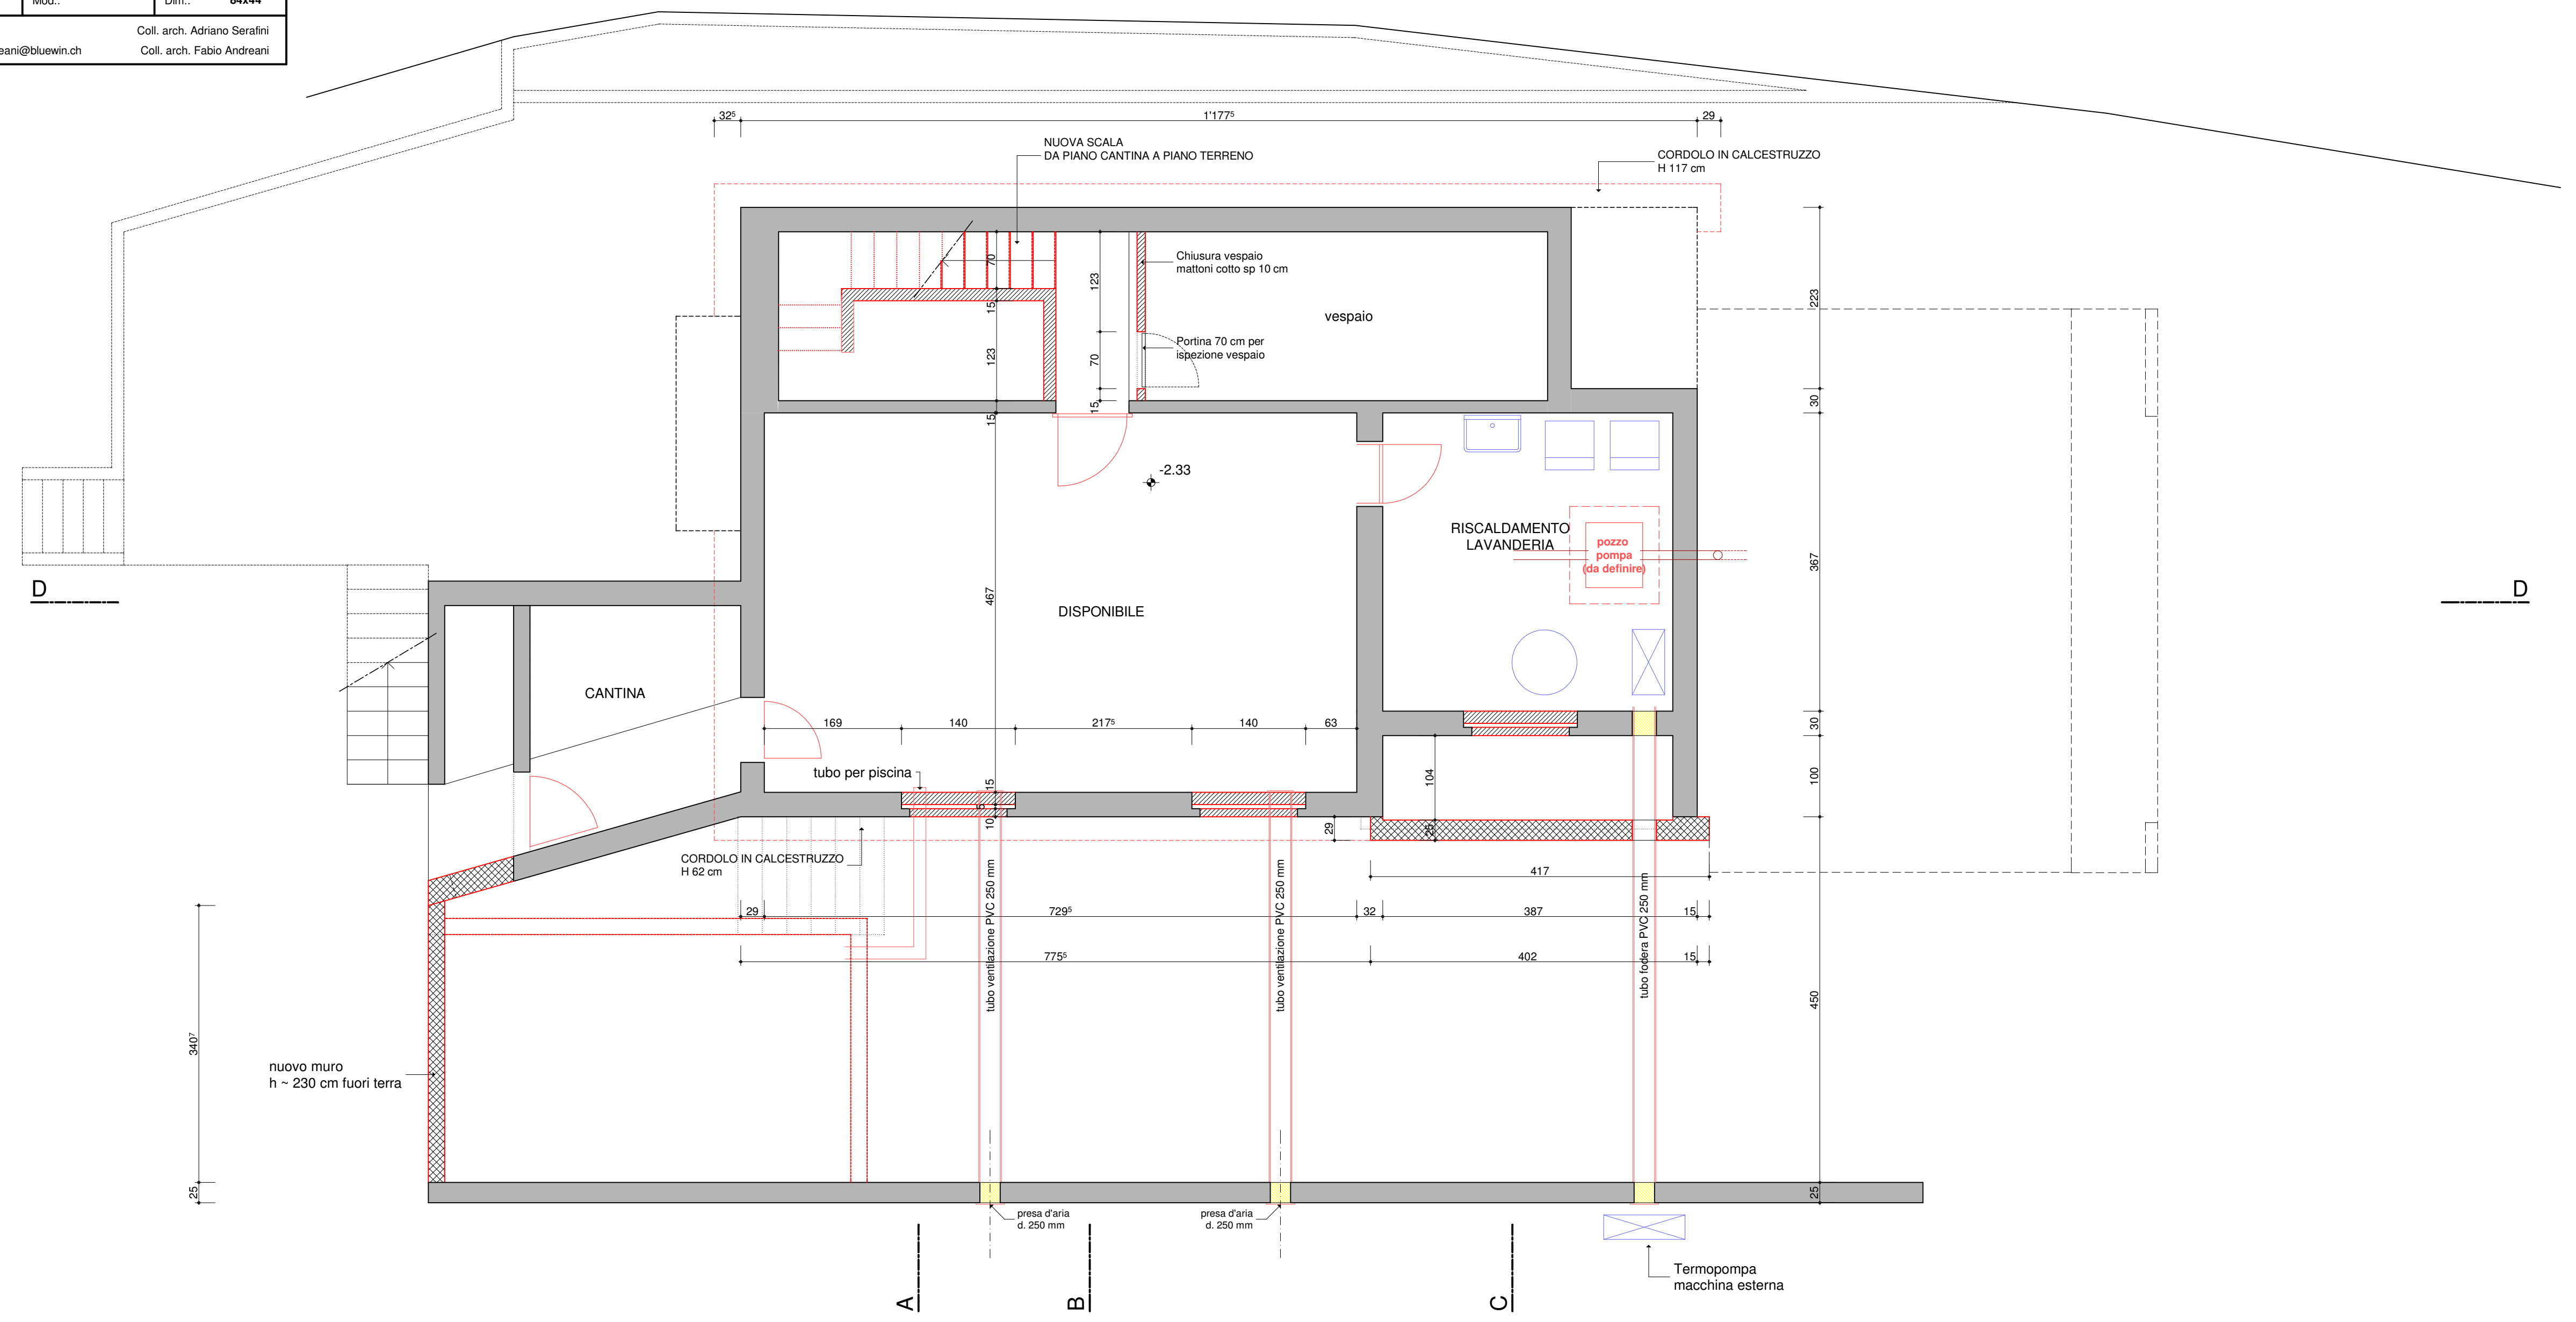 Mod.:
Dim.:
84x44
Coll. arch. Adriano Serafini
eani@bluewin.ch
Coll. arch. Fabio Andreani
32⁵
1'177⁵
29
NUOVA SCALA
DA PIANO CANTINA A PIANO TERRENO
CORDOLO IN CALCESTRUZZO
H 117 cm
70
15
123
15
123
70
15
Chiusura vespaio
mattoni cotto sp 10 cm
Portina 70 cm per
ispezione vespaio
vespaio
223
30
367
30
100
450
25
-2.33
RISCALDAMENTO
LAVANDERIA
pozzo
pompa
(da definire)
D
D
467
DISPONIBILE
CANTINA
169
140
217⁵
140
63
tubo per piscina
15
5
10
104
29
25
CORDOLO IN CALCESTRUZZO
H 62 cm
tubo ventilazione PVC 250 mm
tubo ventilazione PVC 250 mm
tubo fodera PVC 250 mm
417
29
729⁵
32
387
15
775⁵
402
15
340⁷
25
nuovo muro
h ~ 230 cm fuori terra
presa d'aria
d. 250 mm
presa d'aria
d. 250 mm
Termopompa
macchina esterna
A
B
C